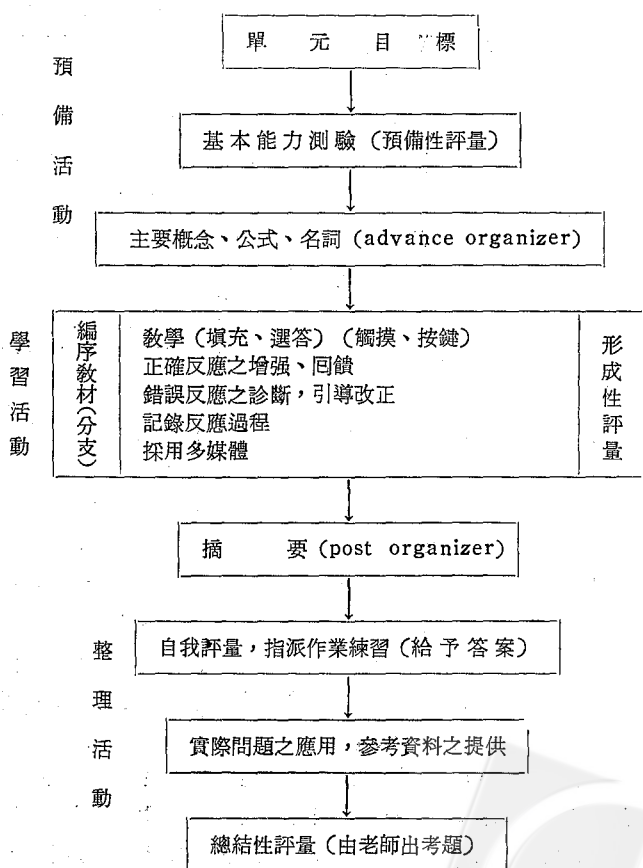 單元目標
預備活動
基本能力測驗（預備性評量）
主要概念、公式、名詞 (advance organizer)
學習活動
編序教材(分支)
教學（填充、選答）（觸摸、按鍵）
正確反應之增強、回饋
錯誤反應之診斷，引導改正
記錄反應過程
採用多媒體
形成性評量
摘要 (post organizer)
整理活動
自我評量，指派作業練習（給予答案）
實際問題之應用，參考資料之提供
總結性評量（由老師出考題）